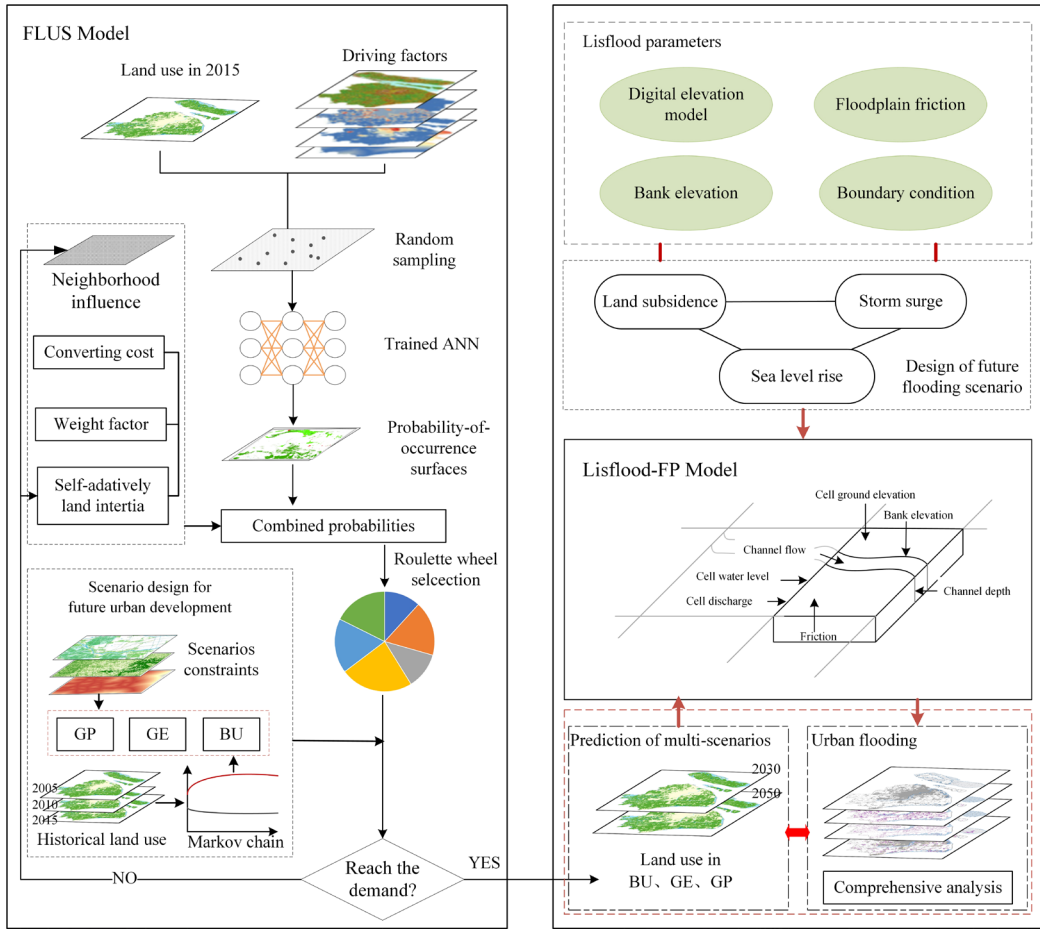 FLUS Model
Land use in 2015
Driving factors
Random
sampling
Neighborhood
influence
Trained ANN
Converting cost
Weight factor
Self-adatively
land intertia
Probability-of-
occurrence
surfaces
Combined probabilities
Roulette wheel
selcection
Scenario design for
future urban development
Scenarios
constraints
GP
GE
BU
2005
2010
2015
Historical land use
Markov chain
Reach the
demand?
NO
YES
Lisflood parameters
Digital elevation
model
Floodplain friction
Bank elevation
Boundary condition
Land subsidence
Storm surge
Sea level rise
Design of future
flooding scenario
Lisflood-FP Model
Cell ground elevation
Bank elevation
Channel flow
Cell water level
Cell discharge
Channel depth
Friction
Prediction of multi-scenarios
2030
2050
Land use in
BU、GE、GP
Urban flooding
Comprehensive analysis